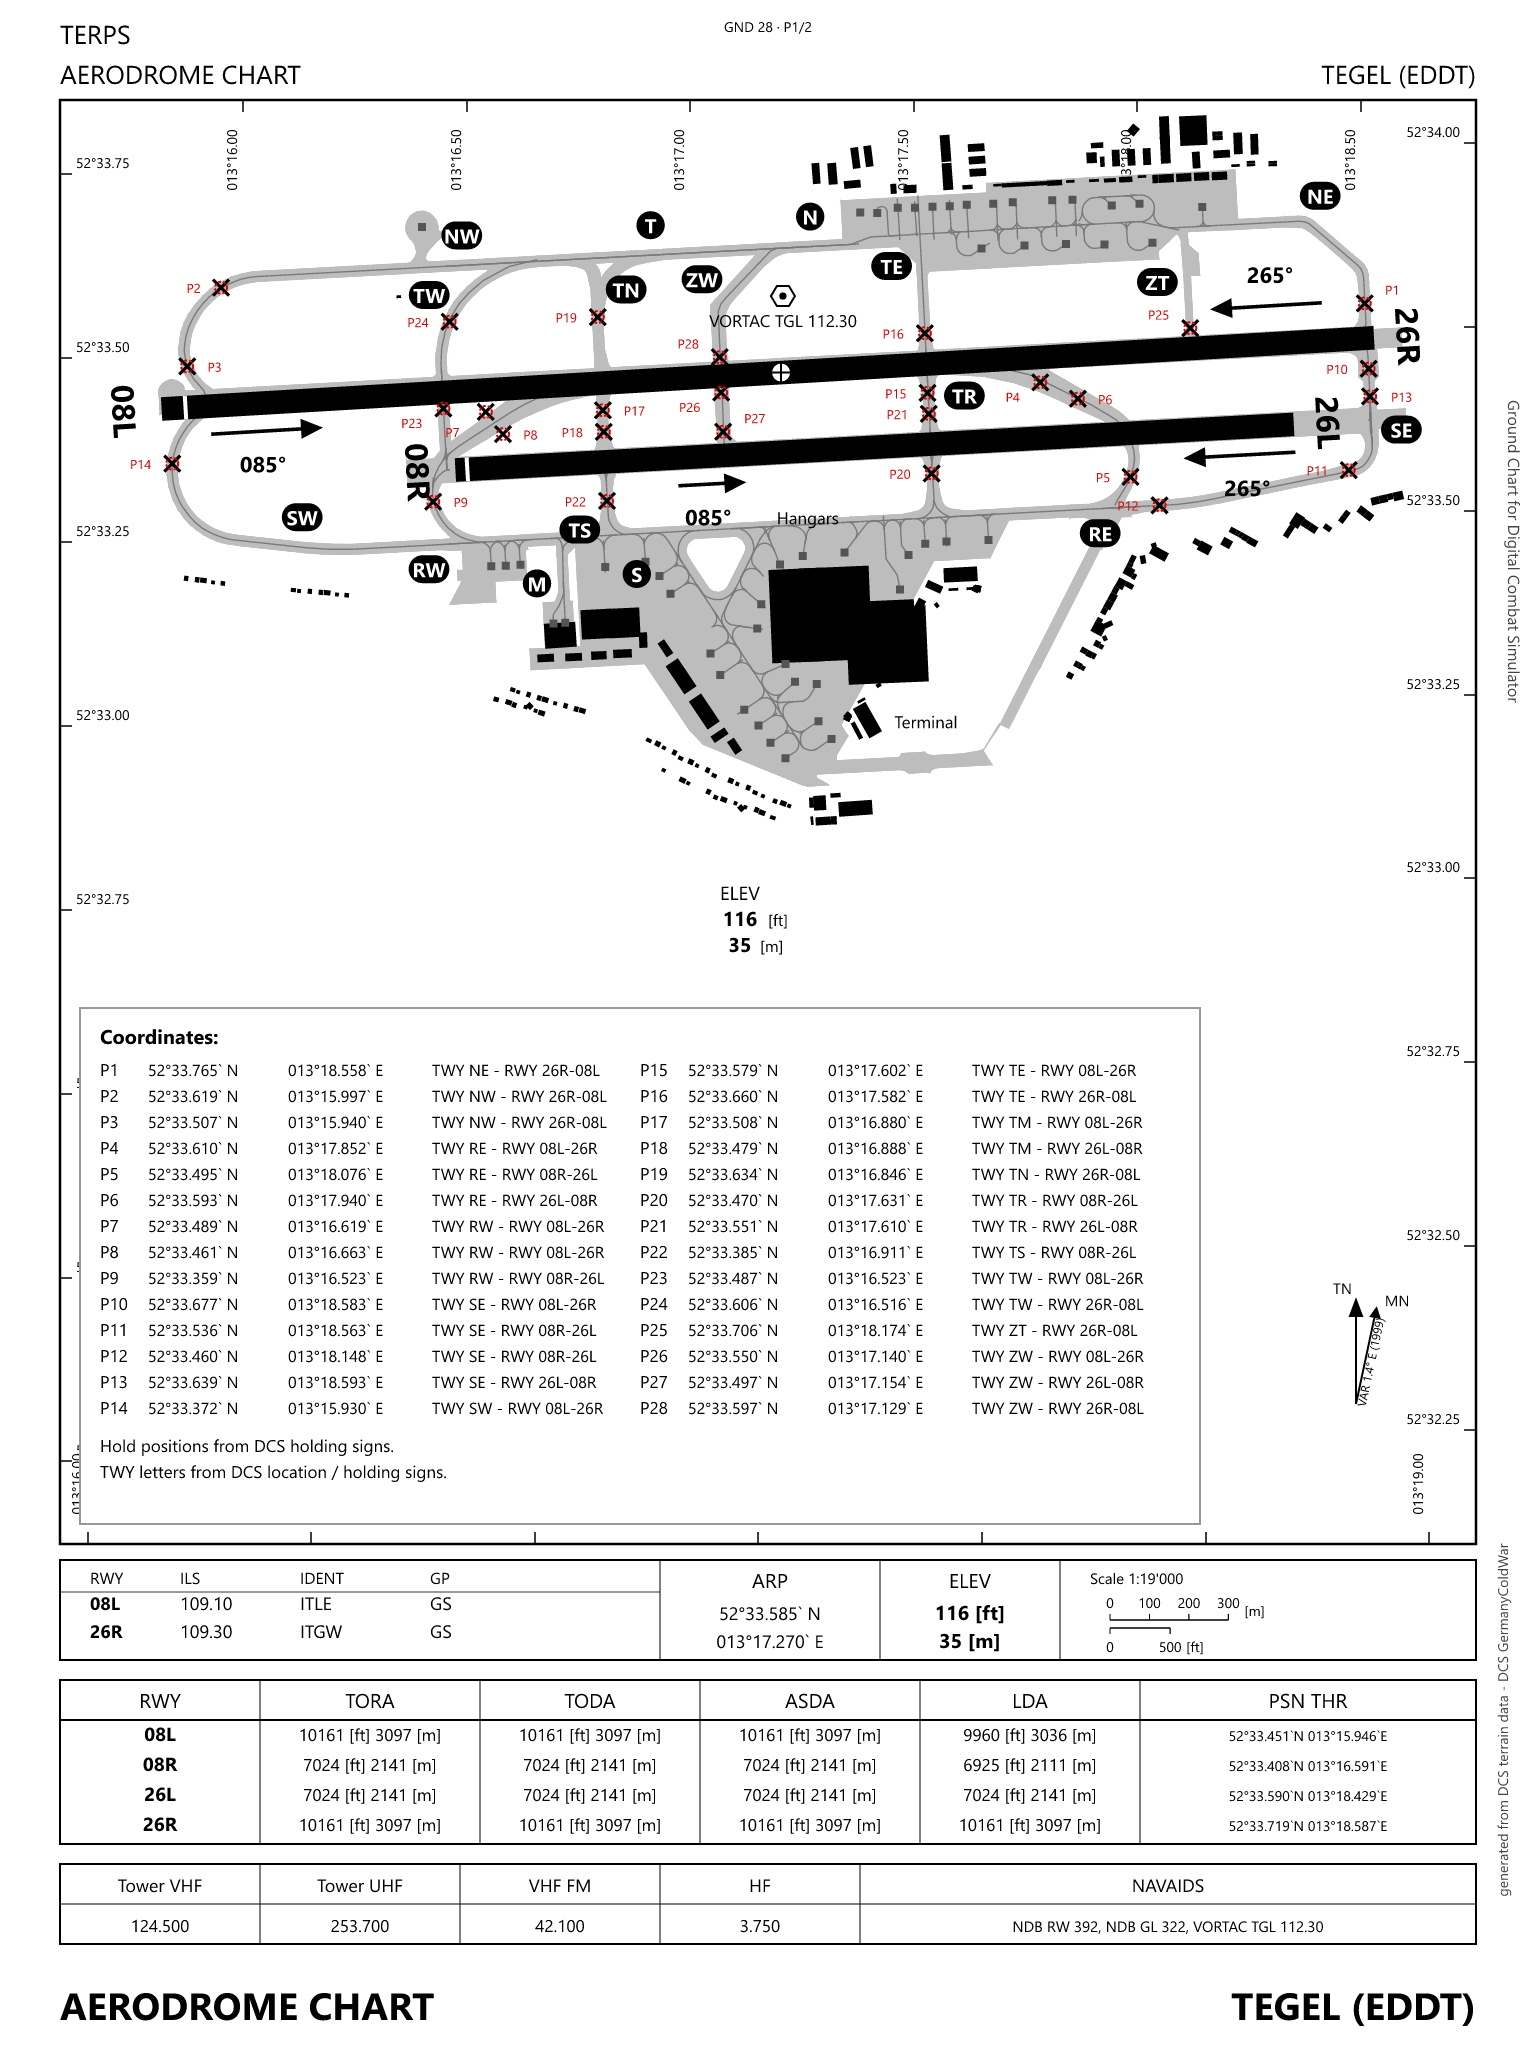 GND 28 · P1/2
TERPS
AERODROME CHART
TEGEL (EDDT)
013°16.00
013°16.50
013°17.00
013°17.50
013°18.00
013°18.50
52°33.75
52°33.50
52°33.25
52°33.00
52°32.75
52°34.00
52°33.50
52°33.25
52°33.00
52°32.75
52°32.50
52°32.25
NE
N
T
NW
TE
ZW
TN
TW
ZT
265°
VORTAC TGL 112.30
P2
P1
P24
P19
P16
P25
P28
26R
P3
P10
08L
P23
P7
P17
P26
P15
TR
P4
P6
P13
P8
P18
P27
P21
26L
SE
P14
085°
08R
P20
P5
P11
265°
P9
P22
P12
SW
TS
085°
Hangars
RE
RW
M
S
Terminal
ELEV
116 [ft]
35 [m]
Coordinates:
P1 52°33.765` N 013°18.558` E TWY NE - RWY 26R-08L P15 52°33.579` N 013°17.602` E TWY TE - RWY 08L-26R
P2 52°33.619` N 013°15.997` E TWY NW - RWY 26R-08L P16 52°33.660` N 013°17.582` E TWY TE - RWY 26R-08L
P3 52°33.507` N 013°15.940` E TWY NW - RWY 26R-08L P17 52°33.508` N 013°16.880` E TWY TM - RWY 08L-26R
P4 52°33.610` N 013°17.852` E TWY RE - RWY 08L-26R P18 52°33.479` N 013°16.888` E TWY TM - RWY 26L-08R
P5 52°33.495` N 013°18.076` E TWY RE - RWY 08R-26L P19 52°33.634` N 013°16.846` E TWY TN - RWY 26R-08L
P6 52°33.593` N 013°17.940` E TWY RE - RWY 26L-08R P20 52°33.470` N 013°17.631` E TWY TR - RWY 08R-26L
P7 52°33.489` N 013°16.619` E TWY RW - RWY 08L-26R P21 52°33.551` N 013°17.610` E TWY TR - RWY 26L-08R
P8 52°33.461` N 013°16.663` E TWY RW - RWY 08L-26R P22 52°33.385` N 013°16.911` E TWY TS - RWY 08R-26L
P9 52°33.359` N 013°16.523` E TWY RW - RWY 08R-26L P23 52°33.487` N 013°16.523` E TWY TW - RWY 08L-26R
P10 52°33.677` N 013°18.583` E TWY SE - RWY 08L-26R P24 52°33.606` N 013°16.516` E TWY TW - RWY 26R-08L
P11 52°33.536` N 013°18.563` E TWY SE - RWY 08R-26L P25 52°33.706` N 013°18.174` E TWY ZT - RWY 26R-08L
P12 52°33.460` N 013°18.148` E TWY SE - RWY 08R-26L P26 52°33.550` N 013°17.140` E TWY ZW - RWY 08L-26R
P13 52°33.639` N 013°18.593` E TWY SE - RWY 26L-08R P27 52°33.497` N 013°17.154` E TWY ZW - RWY 26L-08R
P14 52°33.372` N 013°15.930` E TWY SW - RWY 08L-26R P28 52°33.597` N 013°17.129` E TWY ZW - RWY 26R-08L
Hold positions from DCS holding signs.
TWY letters from DCS location / holding signs.
TN
MN
VAR 1.4° E (1999)
013°16.00
013°19.00
RWY ILS IDENT GP
08L 109.10 ITLE GS
26R 109.30 ITGW GS
ARP
52°33.585` N
013°17.270` E
ELEV
116 [ft]
35 [m]
Scale 1:19'000
0 100 200 300 [m]
0 500 [ft]
RWY TORA TODA ASDA LDA PSN THR
08L 10161 [ft] 3097 [m] 10161 [ft] 3097 [m] 10161 [ft] 3097 [m] 9960 [ft] 3036 [m] 52°33.451`N 013°15.946`E
08R 7024 [ft] 2141 [m] 7024 [ft] 2141 [m] 7024 [ft] 2141 [m] 6925 [ft] 2111 [m] 52°33.408`N 013°16.591`E
26L 7024 [ft] 2141 [m] 7024 [ft] 2141 [m] 7024 [ft] 2141 [m] 7024 [ft] 2141 [m] 52°33.590`N 013°18.429`E
26R 10161 [ft] 3097 [m] 10161 [ft] 3097 [m] 10161 [ft] 3097 [m] 10161 [ft] 3097 [m] 52°33.719`N 013°18.587`E
Tower VHF Tower UHF VHF FM HF NAVAIDS
124.500 253.700 42.100 3.750 NDB RW 392, NDB GL 322, VORTAC TGL 112.30
AERODROME CHART
TEGEL (EDDT)
Ground Chart for Digital Combat Simulator
generated from DCS terrain data - DCS GermanyColdWar